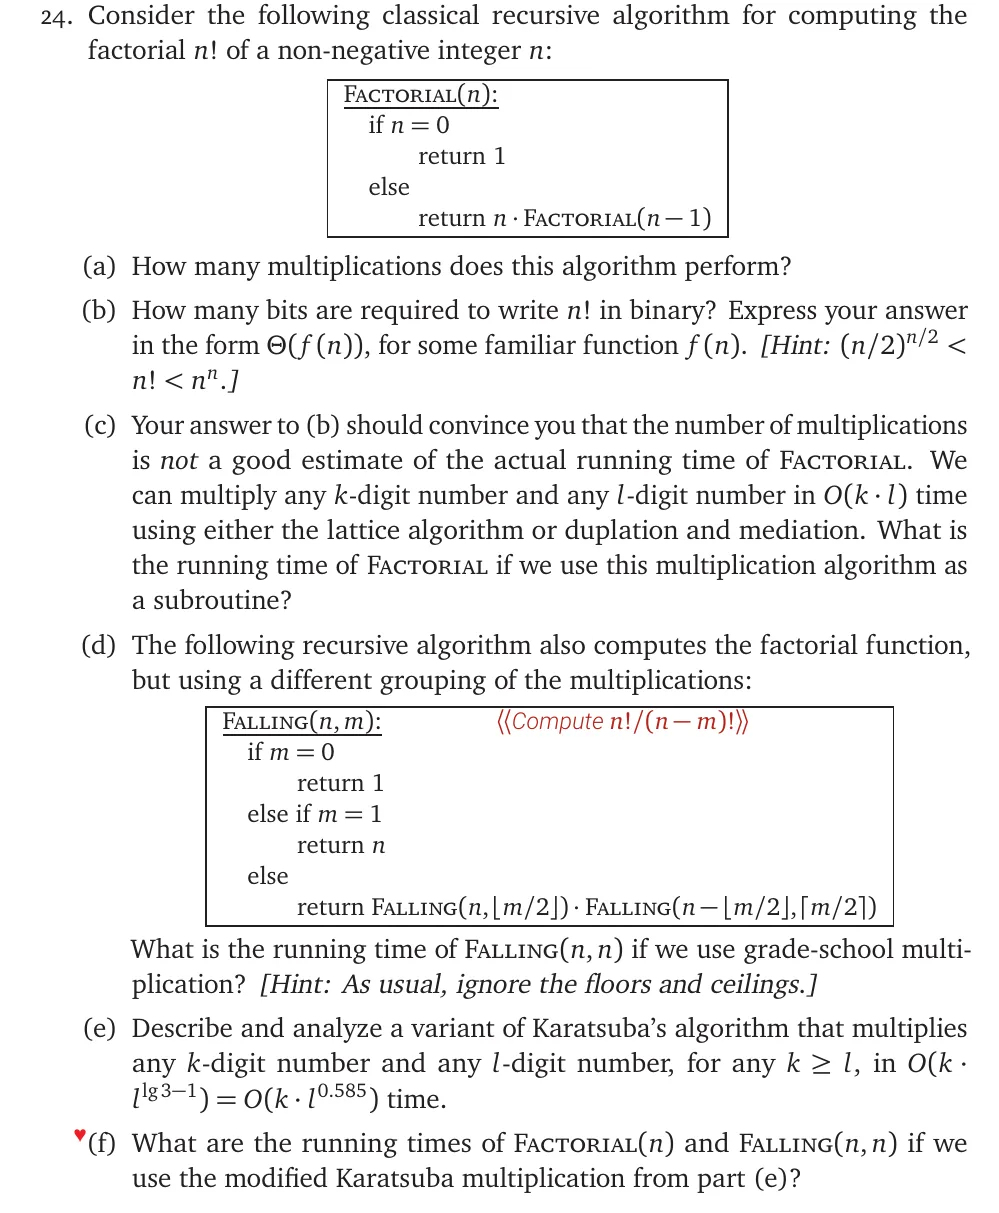 24. Consider the following classical recursive algorithm for computing the
factorial n! of a non-negative integer n:
FACTORIAL(n):
if n = 0
return 1
else
return n · FACTORIAL(n − 1)
(a) How many multiplications does this algorithm perform?
(b) How many bits are required to write n! in binary? Express your answer
in the form Θ(f(n)), for some familiar function f(n). [Hint: (n/2)^{n/2} <
n! < n^n.]
(c) Your answer to (b) should convince you that the number of multiplications
is not a good estimate of the actual running time of FACTORIAL. We
can multiply any k-digit number and any l-digit number in O(k · l) time
using either the lattice algorithm or duplation and mediation. What is
the running time of FACTORIAL if we use this multiplication algorithm as
a subroutine?
(d) The following recursive algorithm also computes the factorial function,
but using a different grouping of the multiplications:
FALLING(n, m): ⟨⟨Compute n!/(n − m)!⟩⟩
if m = 0
return 1
else if m = 1
return n
else
return FALLING(n, ⌊m/2⌋) · FALLING(n − ⌊m/2⌋, ⌈m/2⌉)
What is the running time of FALLING(n, n) if we use grade-school multi-
plication? [Hint: As usual, ignore the floors and ceilings.]
(e) Describe and analyze a variant of Karatsuba's algorithm that multiplies
any k-digit number and any l-digit number, for any k ≥ l, in O(k ·
l^{lg 3−1}) = O(k · l^{0.585}) time.
♥(f) What are the running times of FACTORIAL(n) and FALLING(n, n) if we
use the modified Karatsuba multiplication from part (e)?